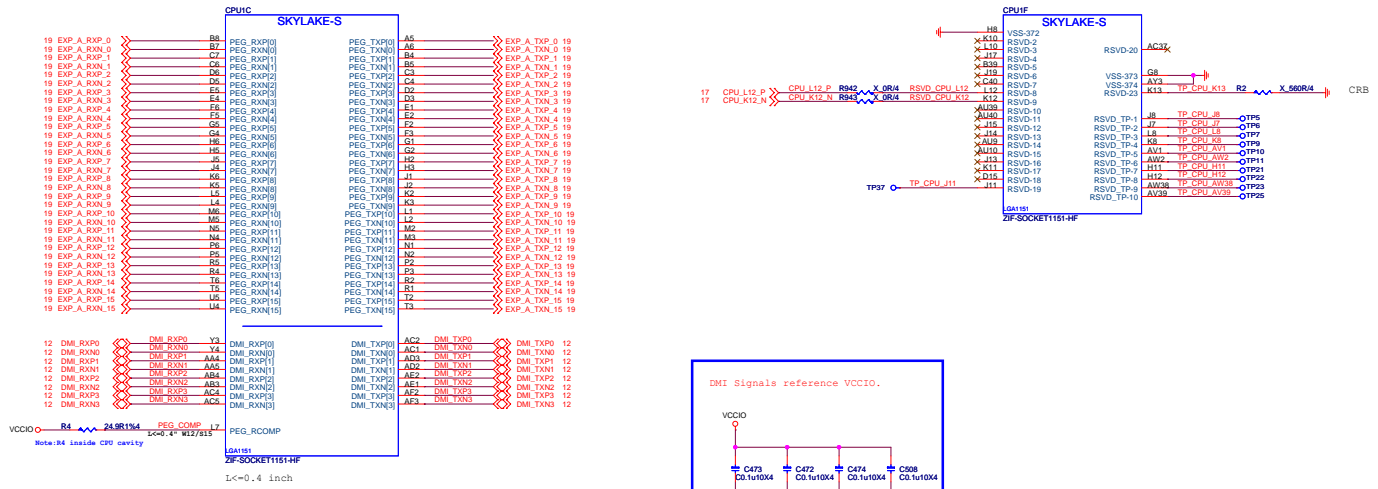 CPU1C
SKYLAKE-S
19 EXP_A_RXP_0 B8 PEG_RXP[0] PEG_TXP[0] A5 EXP_A_TXP_0 19
19 EXP_A_RXN_0 B7 PEG_RXN[0] PEG_TXN[0] A6 EXP_A_TXN_0 19
19 EXP_A_RXP_1 C7 PEG_RXP[1] PEG_TXP[1] B4 EXP_A_TXP_1 19
19 EXP_A_RXN_1 C6 PEG_RXN[1] PEG_TXN[1] B5 EXP_A_TXN_1 19
19 EXP_A_RXP_2 D6 PEG_RXP[2] PEG_TXP[2] C3 EXP_A_TXP_2 19
19 EXP_A_RXN_2 D5 PEG_RXN[2] PEG_TXN[2] C4 EXP_A_TXN_2 19
19 EXP_A_RXP_3 E5 PEG_RXP[3] PEG_TXP[3] D2 EXP_A_TXP_3 19
19 EXP_A_RXN_3 E4 PEG_RXN[3] PEG_TXN[3] D3 EXP_A_TXN_3 19
19 EXP_A_RXP_4 F6 PEG_RXP[4] PEG_TXP[4] E1 EXP_A_TXP_4 19
19 EXP_A_RXN_4 F5 PEG_RXN[4] PEG_TXN[4] E2 EXP_A_TXN_4 19
19 EXP_A_RXP_5 G5 PEG_RXP[5] PEG_TXP[5] F2 EXP_A_TXP_5 19
19 EXP_A_RXN_5 G4 PEG_RXN[5] PEG_TXN[5] F3 EXP_A_TXN_5 19
19 EXP_A_RXP_6 H6 PEG_RXP[6] PEG_TXP[6] G1 EXP_A_TXP_6 19
19 EXP_A_RXN_6 H5 PEG_RXN[6] PEG_TXN[6] G2 EXP_A_TXN_6 19
19 EXP_A_RXP_7 J5 PEG_RXP[7] PEG_TXP[7] H2 EXP_A_TXP_7 19
19 EXP_A_RXN_7 J4 PEG_RXN[7] PEG_TXN[7] H3 EXP_A_TXN_7 19
19 EXP_A_RXP_8 K6 PEG_RXP[8] PEG_TXP[8] J1 EXP_A_TXP_8 19
19 EXP_A_RXN_8 K5 PEG_RXN[8] PEG_TXN[8] J2 EXP_A_TXN_8 19
19 EXP_A_RXP_9 L5 PEG_RXP[9] PEG_TXP[9] K2 EXP_A_TXP_9 19
19 EXP_A_RXN_9 L4 PEG_RXN[9] PEG_TXN[9] K3 EXP_A_TXN_9 19
19 EXP_A_RXP_10 M6 PEG_RXP[10] PEG_TXP[10] L1 EXP_A_TXP_10 19
19 EXP_A_RXN_10 M5 PEG_RXN[10] PEG_TXN[10] L2 EXP_A_TXN_10 19
19 EXP_A_RXP_11 N5 PEG_RXP[11] PEG_TXP[11] M2 EXP_A_TXP_11 19
19 EXP_A_RXN_11 N4 PEG_RXN[11] PEG_TXN[11] M3 EXP_A_TXN_11 19
19 EXP_A_RXP_12 P6 PEG_RXP[12] PEG_TXP[12] N1 EXP_A_TXP_12 19
19 EXP_A_RXN_12 P5 PEG_RXN[12] PEG_TXN[12] N2 EXP_A_TXN_12 19
19 EXP_A_RXP_13 R5 PEG_RXP[13] PEG_TXP[13] P2 EXP_A_TXP_13 19
19 EXP_A_RXN_13 R4 PEG_RXN[13] PEG_TXN[13] P3 EXP_A_TXN_13 19
19 EXP_A_RXP_14 T6 PEG_RXP[14] PEG_TXP[14] R2 EXP_A_TXP_14 19
19 EXP_A_RXN_14 T5 PEG_RXN[14] PEG_TXN[14] R1 EXP_A_TXN_14 19
19 EXP_A_RXP_15 U5 PEG_RXP[15] PEG_TXP[15] T2 EXP_A_TXP_15 19
19 EXP_A_RXN_15 U4 PEG_RXN[15] PEG_TXN[15] T3 EXP_A_TXN_15 19
12 DMI_RXP0 DMI_RXP0 Y3 DMI_RXP[0] DMI_TXP[0] AC2 DMI_TXP0 DMI_TXP0 12
12 DMI_RXN0 DMI_RXN0 Y4 DMI_RXN[0] DMI_TXN[0] AC1 DMI_TXN0 DMI_TXN0 12
12 DMI_RXP1 DMI_RXP1 AA4 DMI_RXP[1] DMI_TXP[1] AD3 DMI_TXP1 DMI_TXP1 12
12 DMI_RXN1 DMI_RXN1 AA5 DMI_RXN[1] DMI_TXN[1] AD2 DMI_TXN1 DMI_TXN1 12
12 DMI_RXP2 DMI_RXP2 AB4 DMI_RXP[2] DMI_TXP[2] AE2 DMI_TXP2 DMI_TXP2 12
12 DMI_RXN2 DMI_RXN2 AB3 DMI_RXN[2] DMI_TXN[2] AE1 DMI_TXN2 DMI_TXN2 12
12 DMI_RXP3 DMI_RXP3 AC4 DMI_RXP[3] DMI_TXP[3] AF2 DMI_TXP3 DMI_TXP3 12
12 DMI_RXN3 DMI_RXN3 AC5 DMI_RXN[3] DMI_TXN[3] AF3 DMI_TXN3 DMI_TXN3 12
VCCIO R4 24.9R1%4 PEG_COMP L7 PEG_RCOMP
L<=0.4" W12/S15
Note:R4 inside CPU cavity
LGA1151
ZIF-SOCKET1151-HF
L<=0.4 inch
CPU1F
SKYLAKE-S
H8 VSS-372
K10 RSVD-2
L10 RSVD-3
J17 RSVD-4
B39 RSVD-5
J19 RSVD-6
C40 RSVD-7
17 CPU_L12_P CPU_L12_P R942 X_0R/4 RSVD_CPU_L12 L12 RSVD-8
17 CPU_K12_N CPU_K12_N R943 X_0R/4 RSVD_CPU_K12 K12 RSVD-9
AU39 RSVD-10
AU40 RSVD-11
J15 RSVD-12
J14 RSVD-13
AU9 RSVD-14
AU10 RSVD-15
J13 RSVD-16
K11 RSVD-17
D15 RSVD-18
TP37 TP_CPU_J11 J11 RSVD-19
RSVD-20 AC37
VSS-373 G8
VSS-374 AY3
RSVD-23 K13 TP_CPU_K13 R2 X_560R/4 CRB
RSVD_TP-1 J8 TP_CPU_J8 TP5
RSVD_TP-2 J7 TP_CPU_J7 TP6
RSVD_TP-3 L8 TP_CPU_L8 TP7
RSVD_TP-4 K8 TP_CPU_K8 TP9
RSVD_TP-5 AV1 TP_CPU_AV1 TP10
RSVD_TP-6 AW2 TP_CPU_AW2 TP11
RSVD_TP-7 H11 TP_CPU_H11 TP21
RSVD_TP-8 H12 TP_CPU_H12 TP22
RSVD_TP-9 AW38 TP_CPU_AW38 TP23
RSVD_TP-10 AV39 TP_CPU_AV39 TP25
LGA1151
ZIF-SOCKET1151-HF
DMI Signals reference VCCIO.
VCCIO
C473 C472 C474 C508
C0.1u10X4 C0.1u10X4 C0.1u10X4 C0.1u10X4